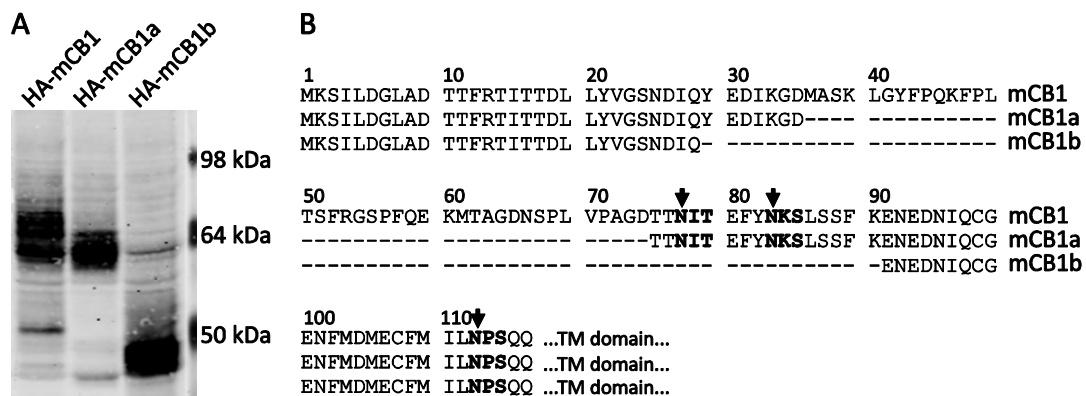 A
B
HA-mCB1 HA-mCB1a HA-mCB1b
98 kDa
64 kDa
50 kDa
1 10 20 30 40
MKSILDGLAD TTFRTITTDL LYVGSNDIQY EDIKGDMASK LGYFPQKFPL mCB1
MKSILDGLAD TTFRTITTDL LYVGSNDIQY EDIKGD---- ---------- mCB1a
MKSILDGLAD TTFRTITTDL LYVGSNDIQ- ---------- ---------- mCB1b
50 60 70 80 90
TSFRGSPFQE KMTAGDNSPL VPAGDTTNIT EFYNKSLSSF KENEDNIQCG mCB1
---------- ---------- -----TTNIT EFYNKSLSSF KENEDNIQCG mCB1a
---------- ---------- ---------- ---------- -ENEDNIQCG mCB1b
100 110
ENFMDMECFM ILNPSQQ ...TM domain...
ENFMDMECFM ILNPSQQ ...TM domain...
ENFMDMECFM ILNPSQQ ...TM domain...